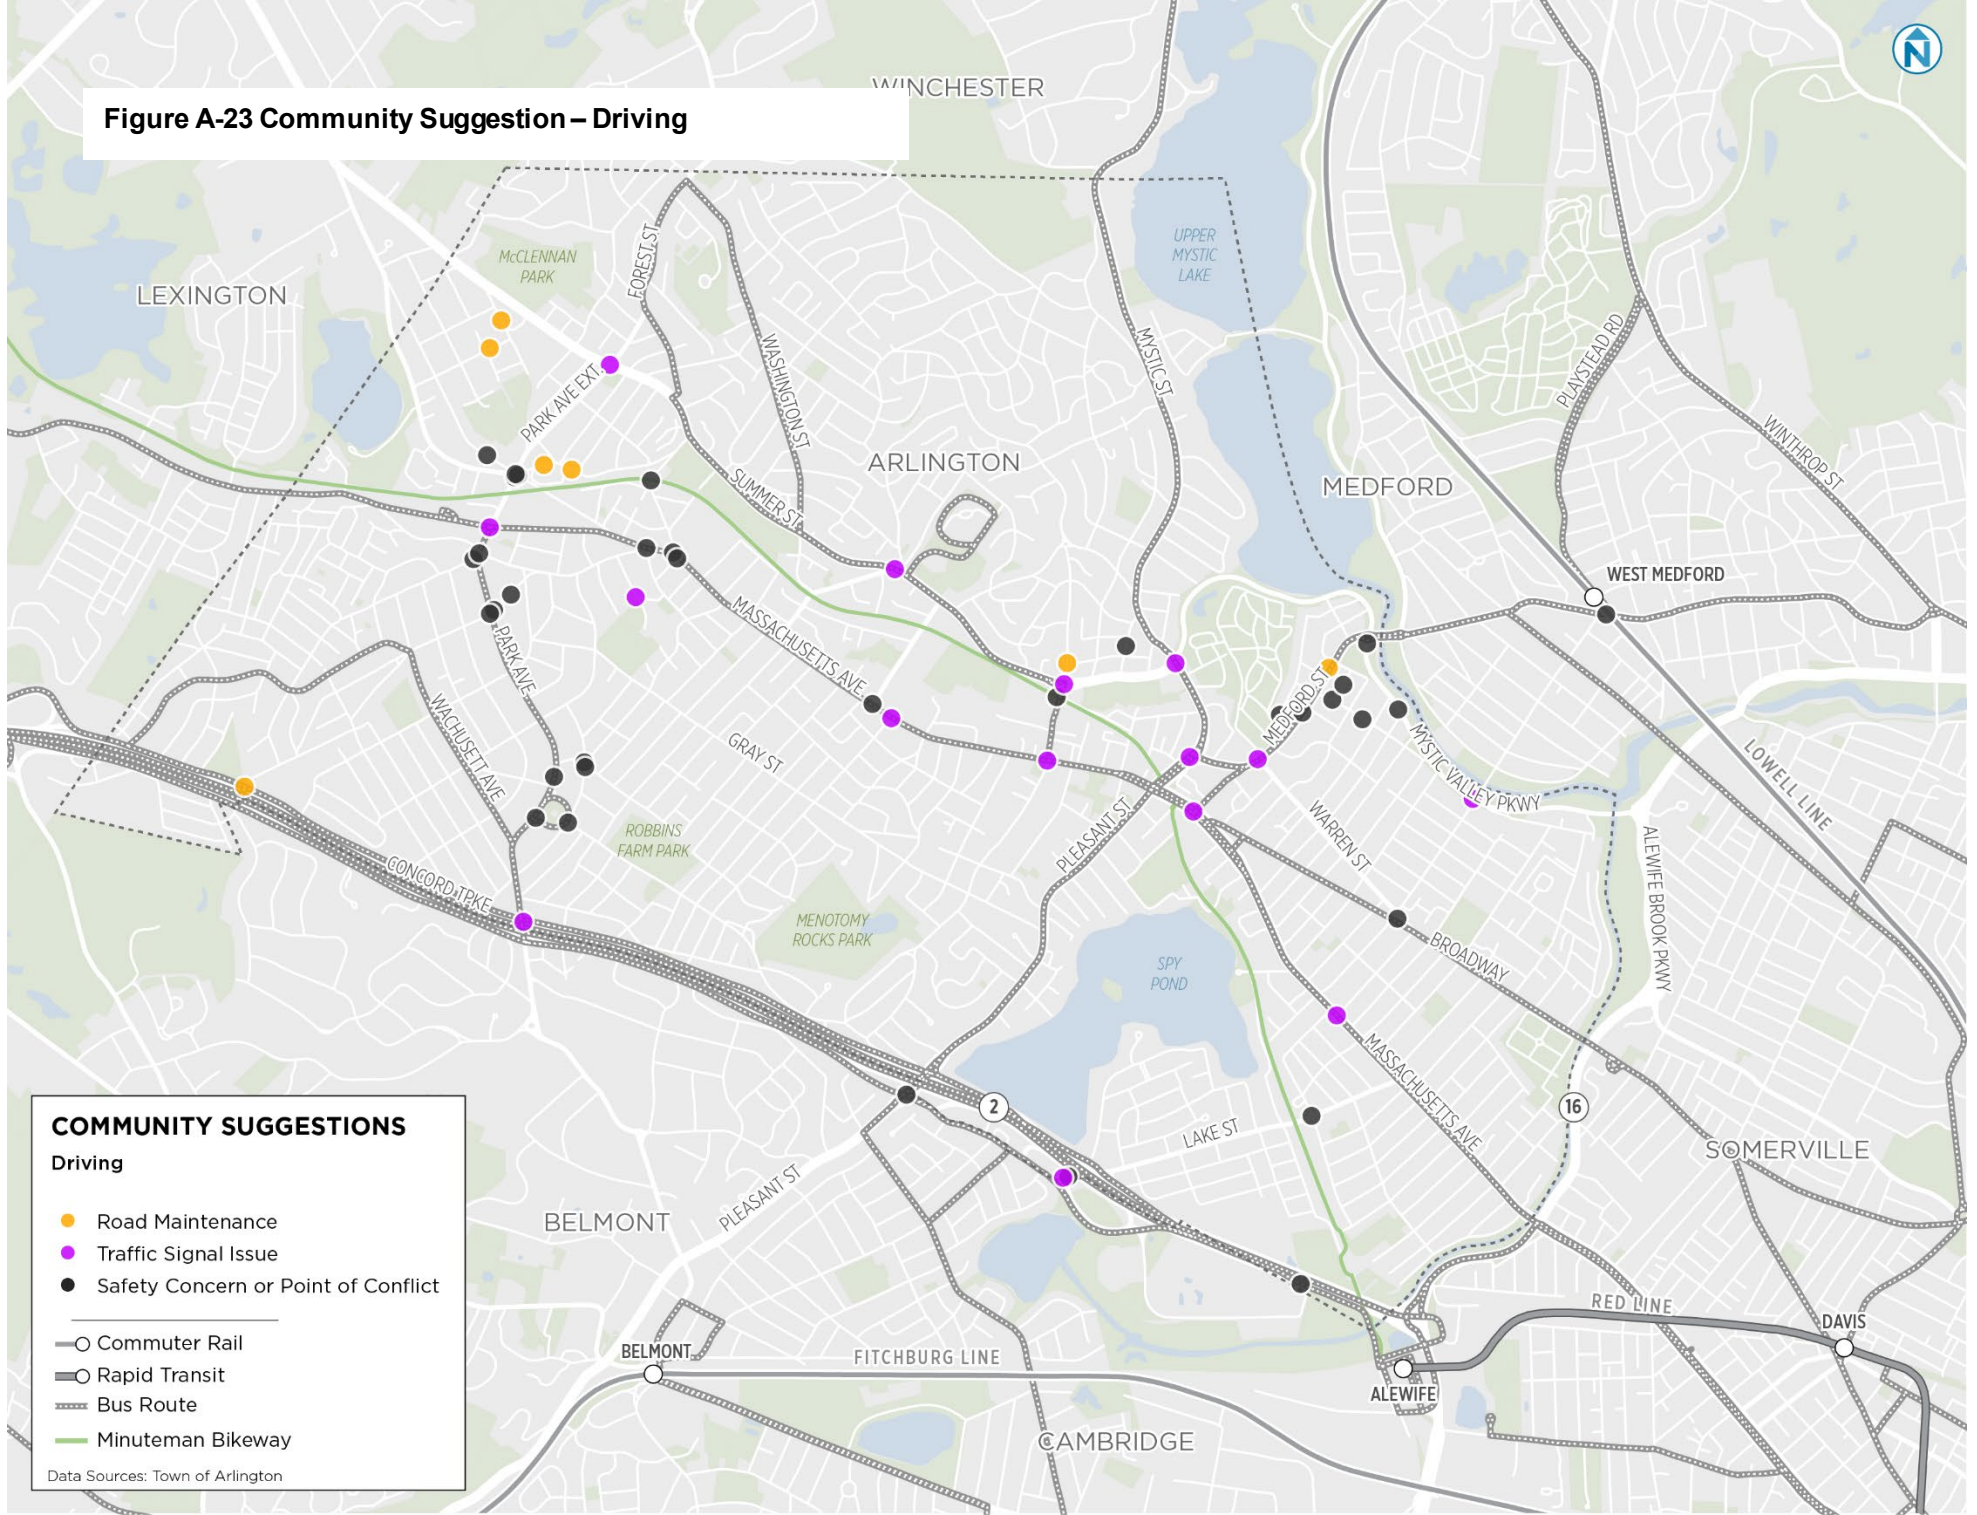 N
WINCHESTER
Figure A-23 Community Suggestion – Driving
McCLENNAN
PARK
FOREST ST
UPPER
MYSTIC
LAKE
LEXINGTON
PARK AVE EXT.
WASHINGTON ST
MYSTIC ST
PLAYSTEAD RD
WINTHROP ST
ARLINGTON
SUMMER ST
MEDFORD
WEST MEDFORD
MASSACHUSETTS AVE
PARK AVE
WACHUSETT AVE
GRAY ST
MEDFORD ST
MYSTIC VALLEY PKWY
LOWELL LINE
ROBBINS
FARM PARK
PLEASANT ST
WARREN ST
ALEWIFE BROOK PKWY
CONCORD TPKE
MENOTOMY
ROCKS PARK
SPY
POND
BROADWAY
MASSACHUSETTS AVE
2
16
LAKE ST
SOMERVILLE
PLEASANT ST
BELMONT
RED LINE
DAVIS
BELMONT
FITCHBURG LINE
ALEWIFE
CAMBRIDGE
COMMUNITY SUGGESTIONS
Driving
Road Maintenance
Traffic Signal Issue
Safety Concern or Point of Conflict
Commuter Rail
Rapid Transit
Bus Route
Minuteman Bikeway
Data Sources: Town of Arlington